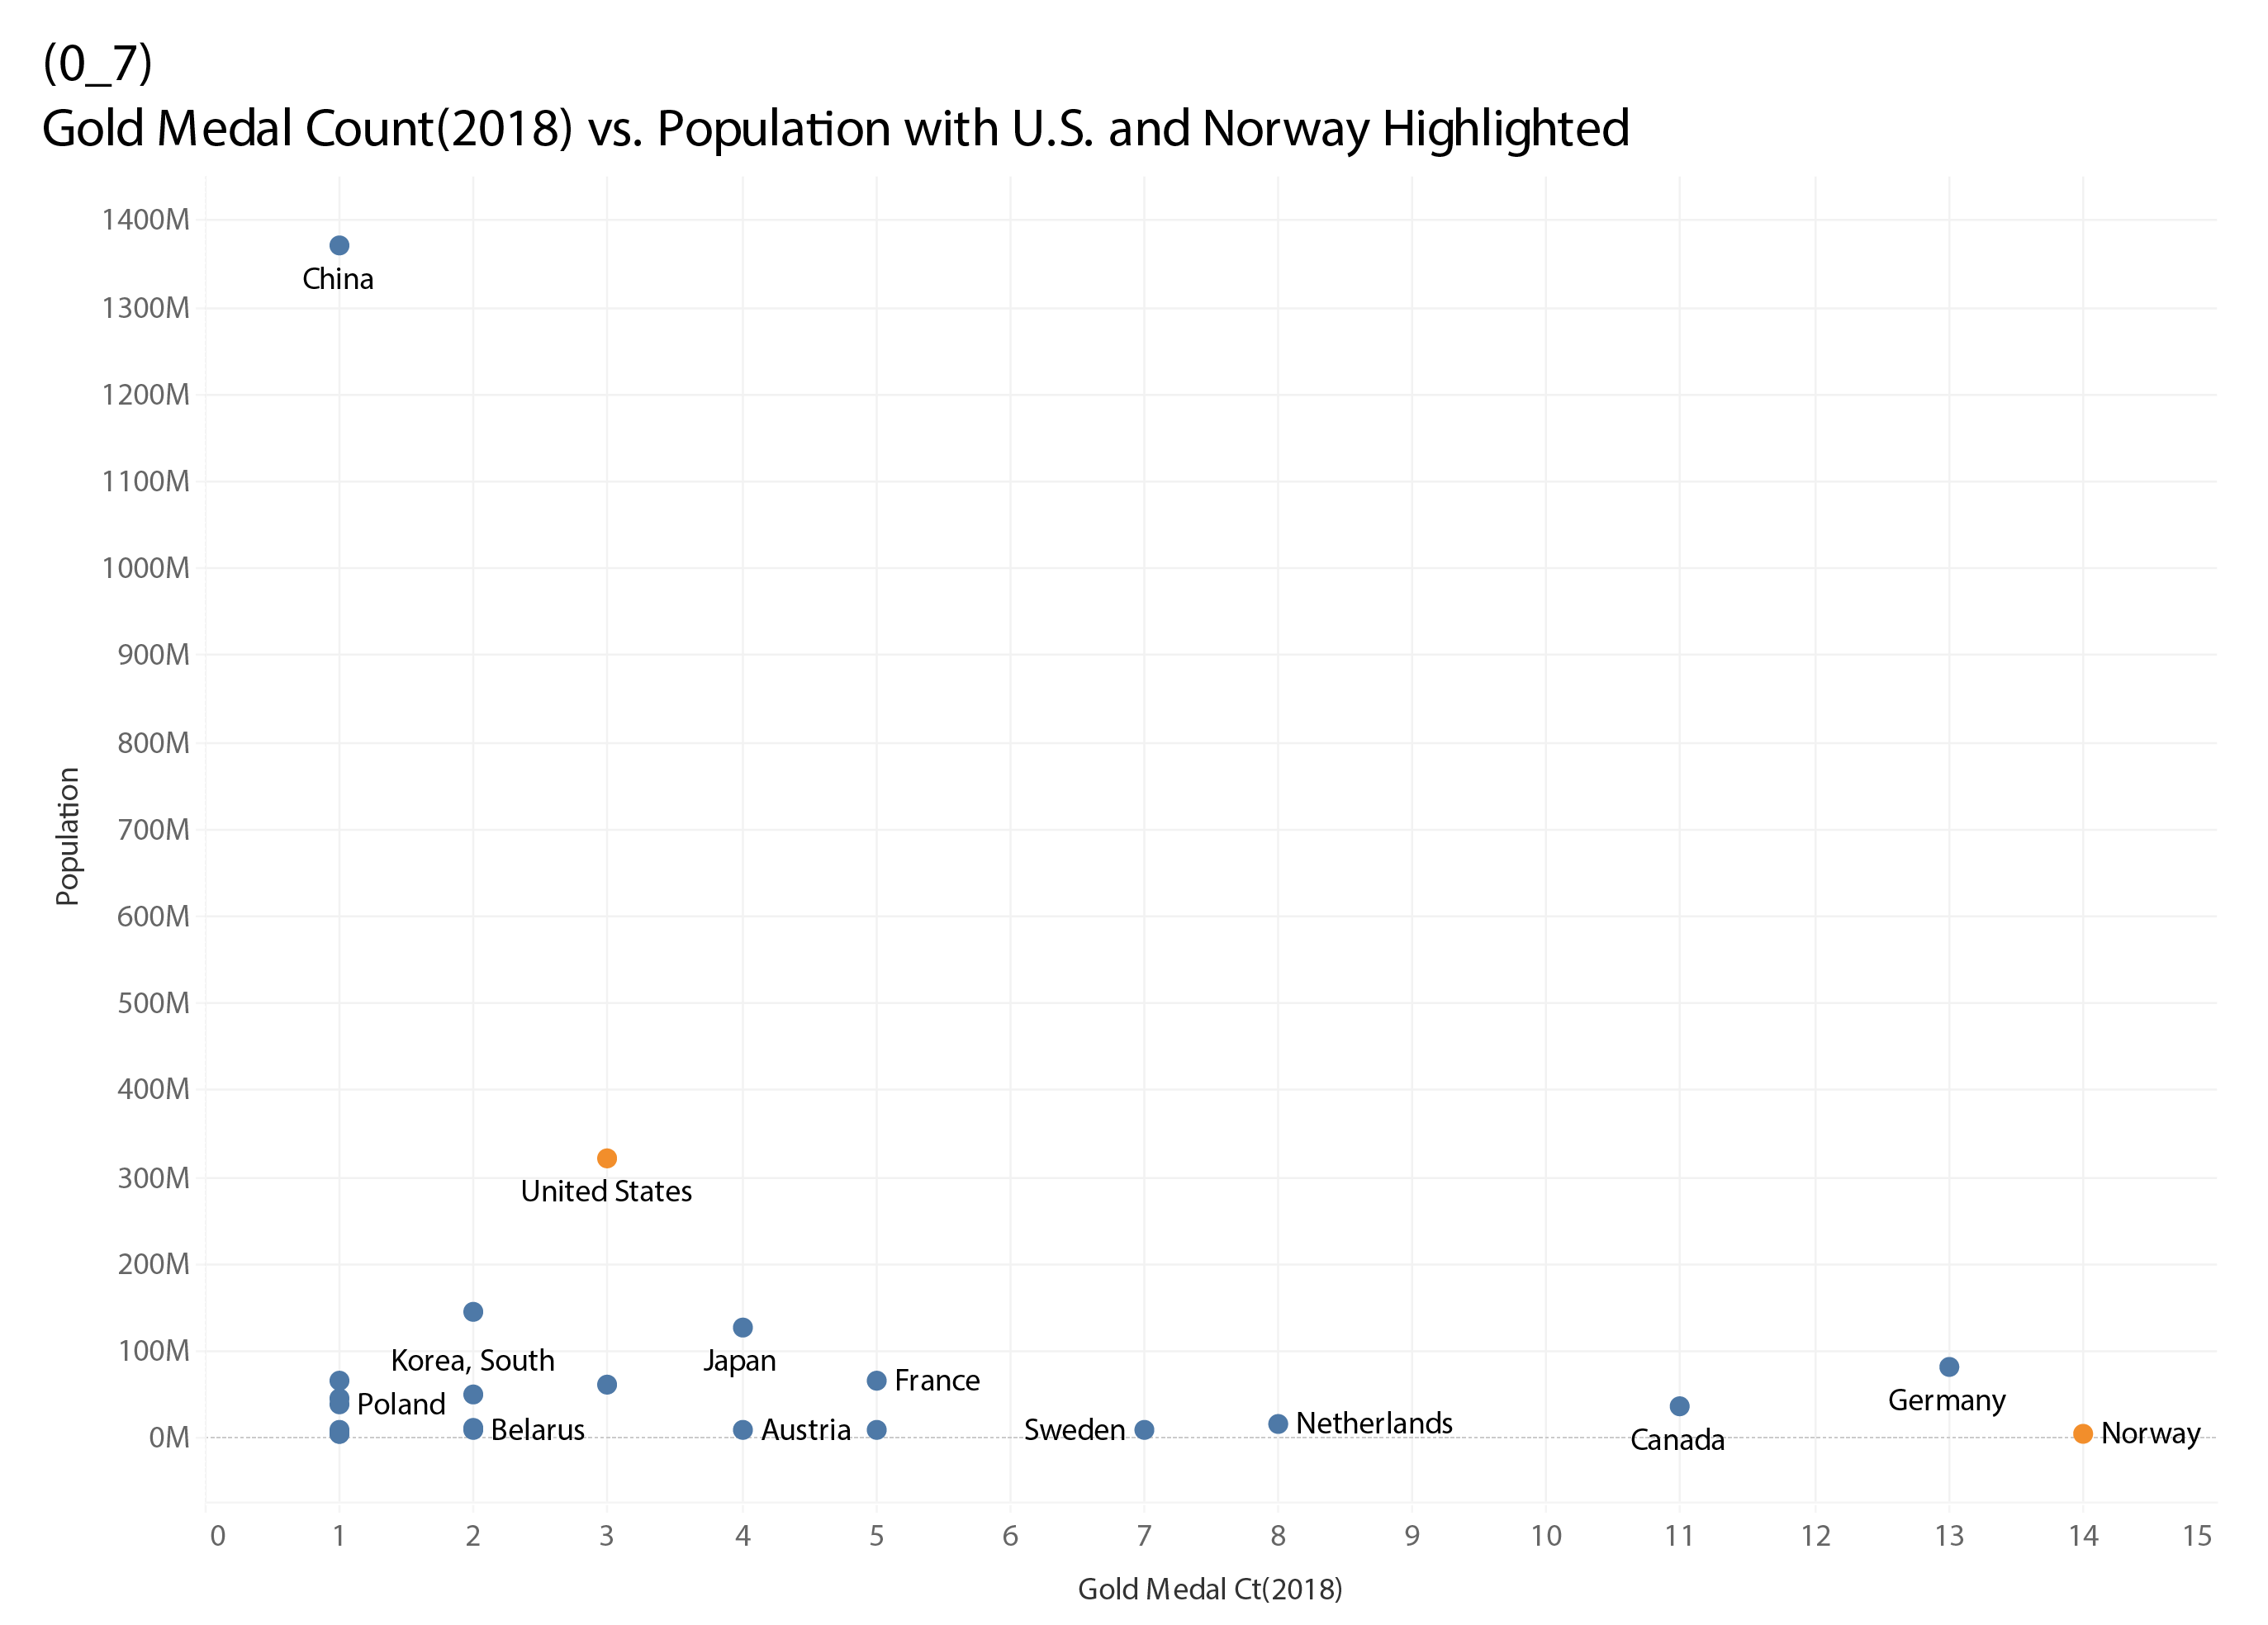 (0_7)
Gold Medal Count(2018) vs. Population with U.S. and Norway Highlighted
1400M
China
1300M
1200M
1100M
1000M
900M
800M
700M
600M
500M
400M
300M
United States
200M
100M
Korea, South
Japan
France
Poland
Germany
Belarus
Austria
Sweden
Netherlands
Canada
Norway
0M
Population
0 1 2 3 4 5 6 7 8 9 10 11 12 13 14 15
Gold Medal Ct(2018)